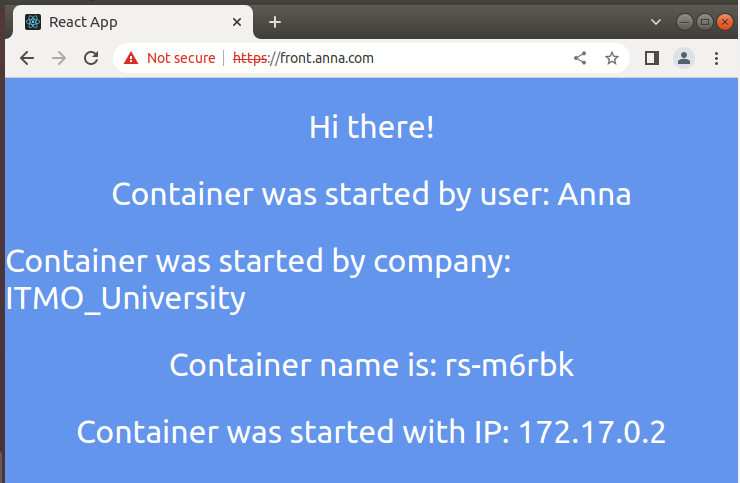 React App
Not secure https://front.anna.com
Hi there!
Container was started by user: Anna
Container was started by company:
ITMO_University
Container name is: rs-m6rbk
Container was started with IP: 172.17.0.2